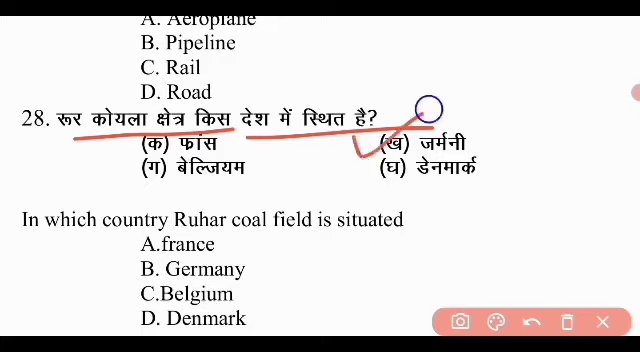 A. Aeroplane
B. Pipeline
C. Rail
D. Road
28. रूर कोयला क्षेत्र किस देश में स्थित है?
(क) फ्रांस (ख) जर्मनी
(ग) बेल्जियम (घ) डेनमार्क
In which country Ruhar coal field is situated
A.france
B. Germany
C.Belgium
D. Denmark